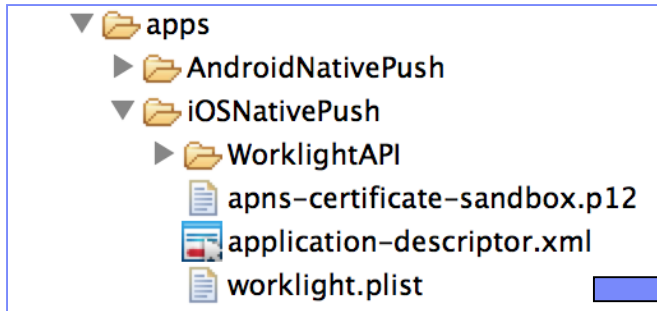 apps
AndroidNativePush
iOSNativePush
WorklightAPI
apns-certificate-sandbox.p12
application-descriptor.xml
worklight.plist